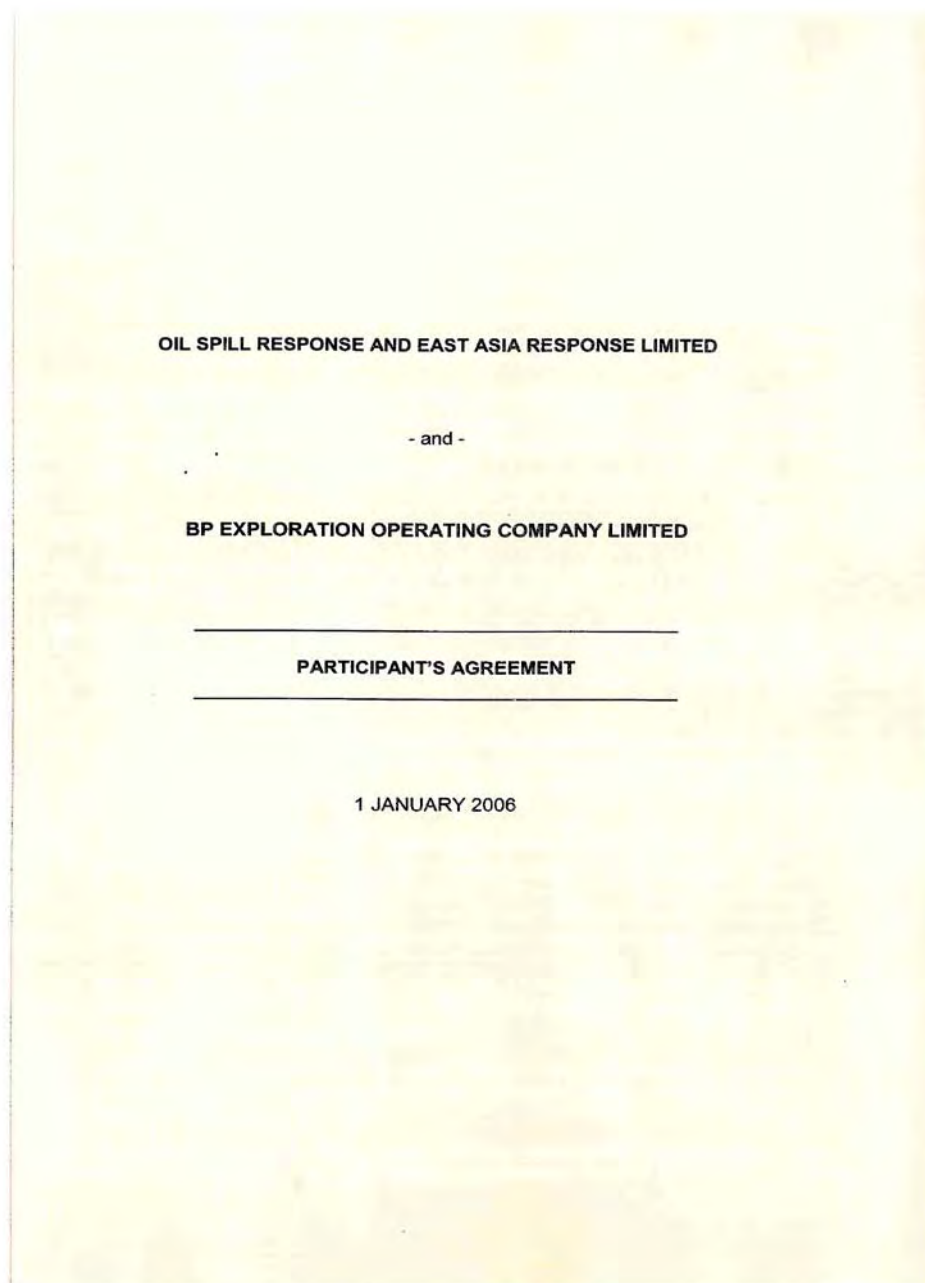 OIL SPILL RESPONSE AND EAST ASIA RESPONSE LIMITED
- and -
BP EXPLORATION OPERATING COMPANY LIMITED
PARTICIPANT'S AGREEMENT
1 JANUARY 2006